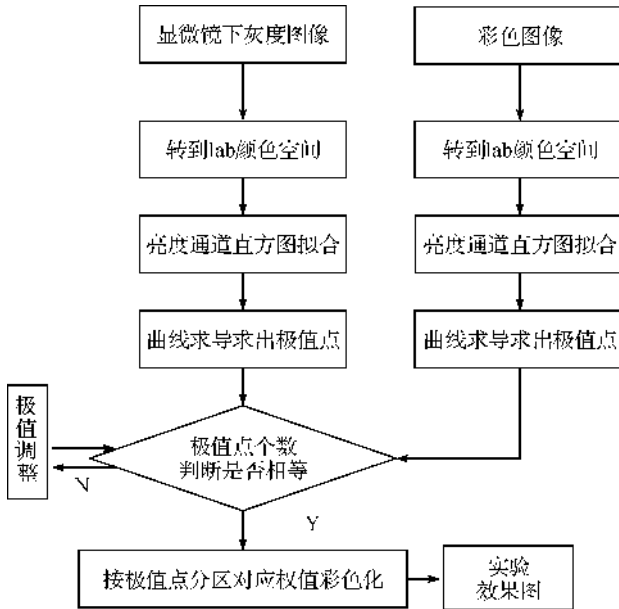 显微镜下灰度图像
彩色图像
转到lab颜色空间
转到lab颜色空间
亮度通道直方图拟合
亮度通道直方图拟合
曲线求导求出极值点
曲线求导求出极值点
极
值
调
整
极值点个数
判断是否相等
N
Y
按极值点分区对应权值彩色化
实验
效果图